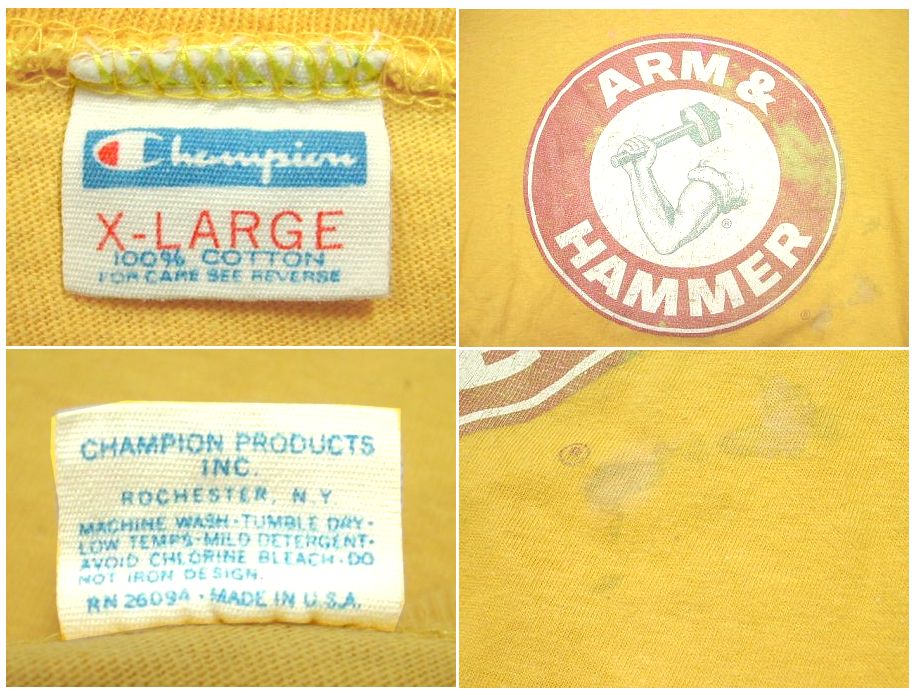 Champion
X-LARGE
100% COTTON
FOR CARE SEE REVERSE
ARM &
HAMMER
®
®
CHAMPION PRODUCTS
INC.
ROCHESTER, N.Y.
MACHINE WASH·TUMBLE DRY·
LOW TEMPS·MILD DETERGENT·
AVOID CHLORINE BLEACH·DO
NOT IRON DESIGN.
RN 26094 · MADE IN U.S.A.
®